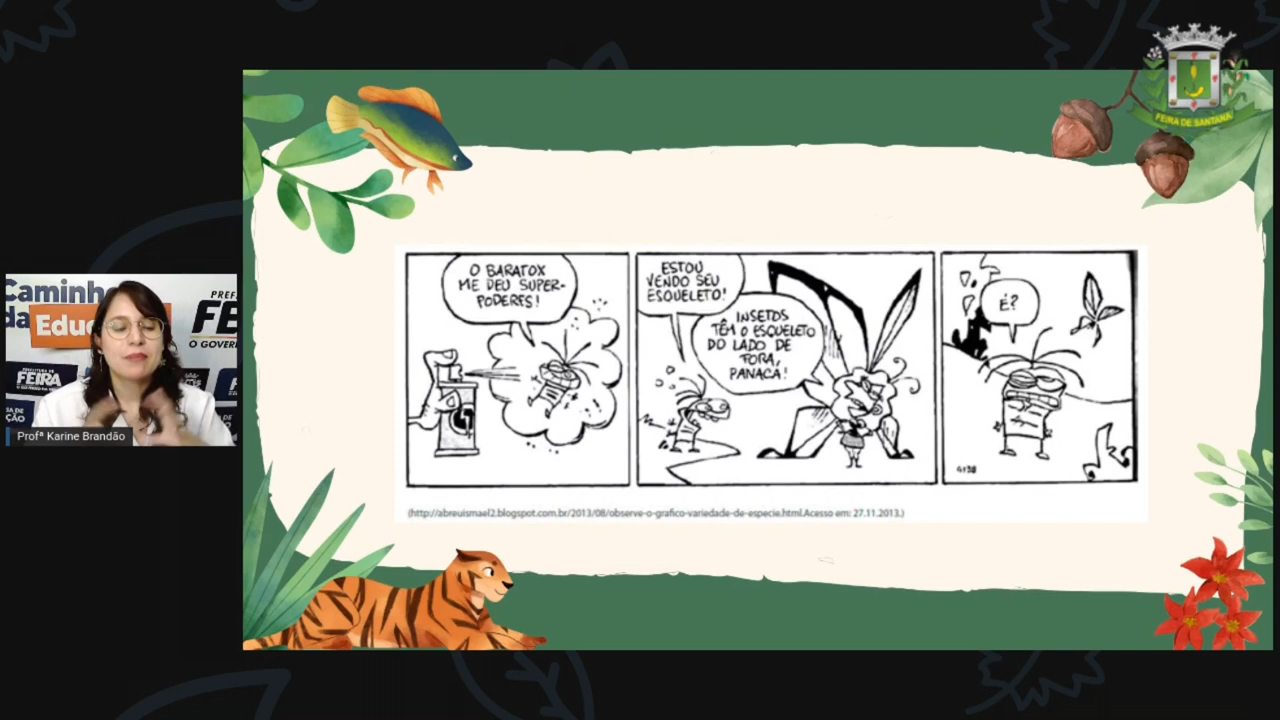 FEIRA DE SANTANA
O BARATOX
ME DEU SUPER-
PODERES!
ESTOU
VENDO SEU
ESQUELETO!
INSETOS
TÊM O ESQUELETO
DO LADO DE
FORA,
PANACA!
É?
4138
(http://abreuismael2.blogspot.com.br/2013/08/observe-o-grafico-variedade-de-especie.html.Acesso em: 27.11.2013.)
Caminho
da
Educ
PREF
FE
O GOVER
FEIRA
Profª Karine Brandão